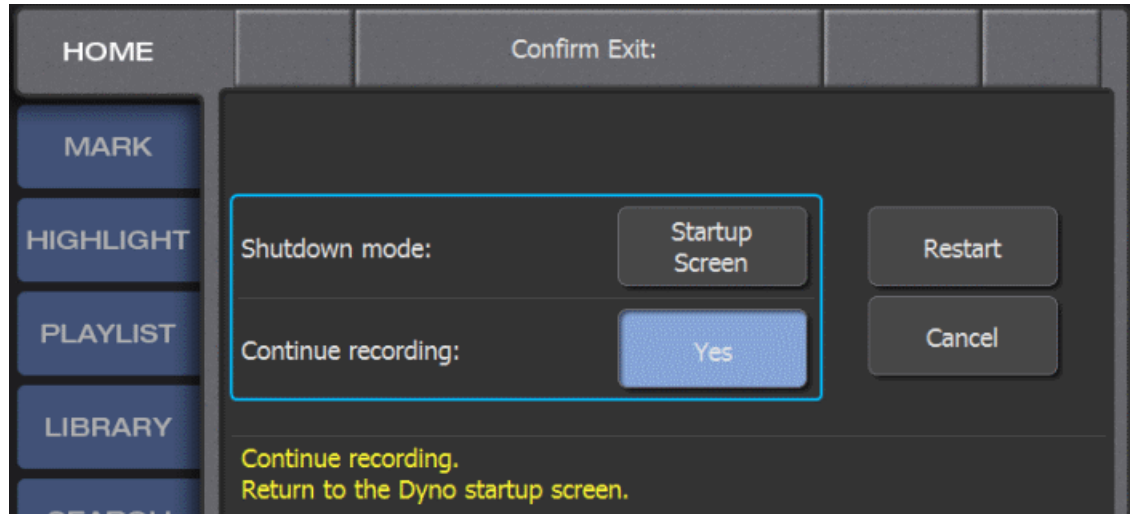 HOME
Confirm Exit:
MARK
HIGHLIGHT
PLAYLIST
LIBRARY
SEARCH
Shutdown mode:
Startup
Screen
Restart
Continue recording:
Yes
Cancel
Continue recording.
Return to the Dyno startup screen.